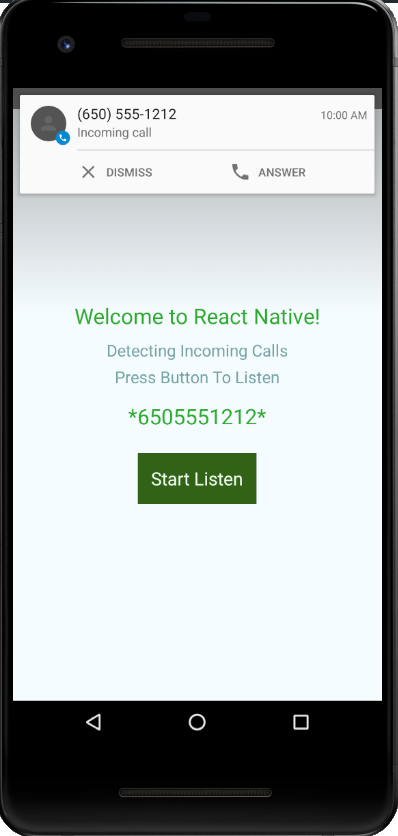 (650) 555-1212
10:00 AM
Incoming call
DISMISS
ANSWER
Welcome to React Native!
Detecting Incoming Calls
Press Button To Listen
*6505551212*
Start Listen